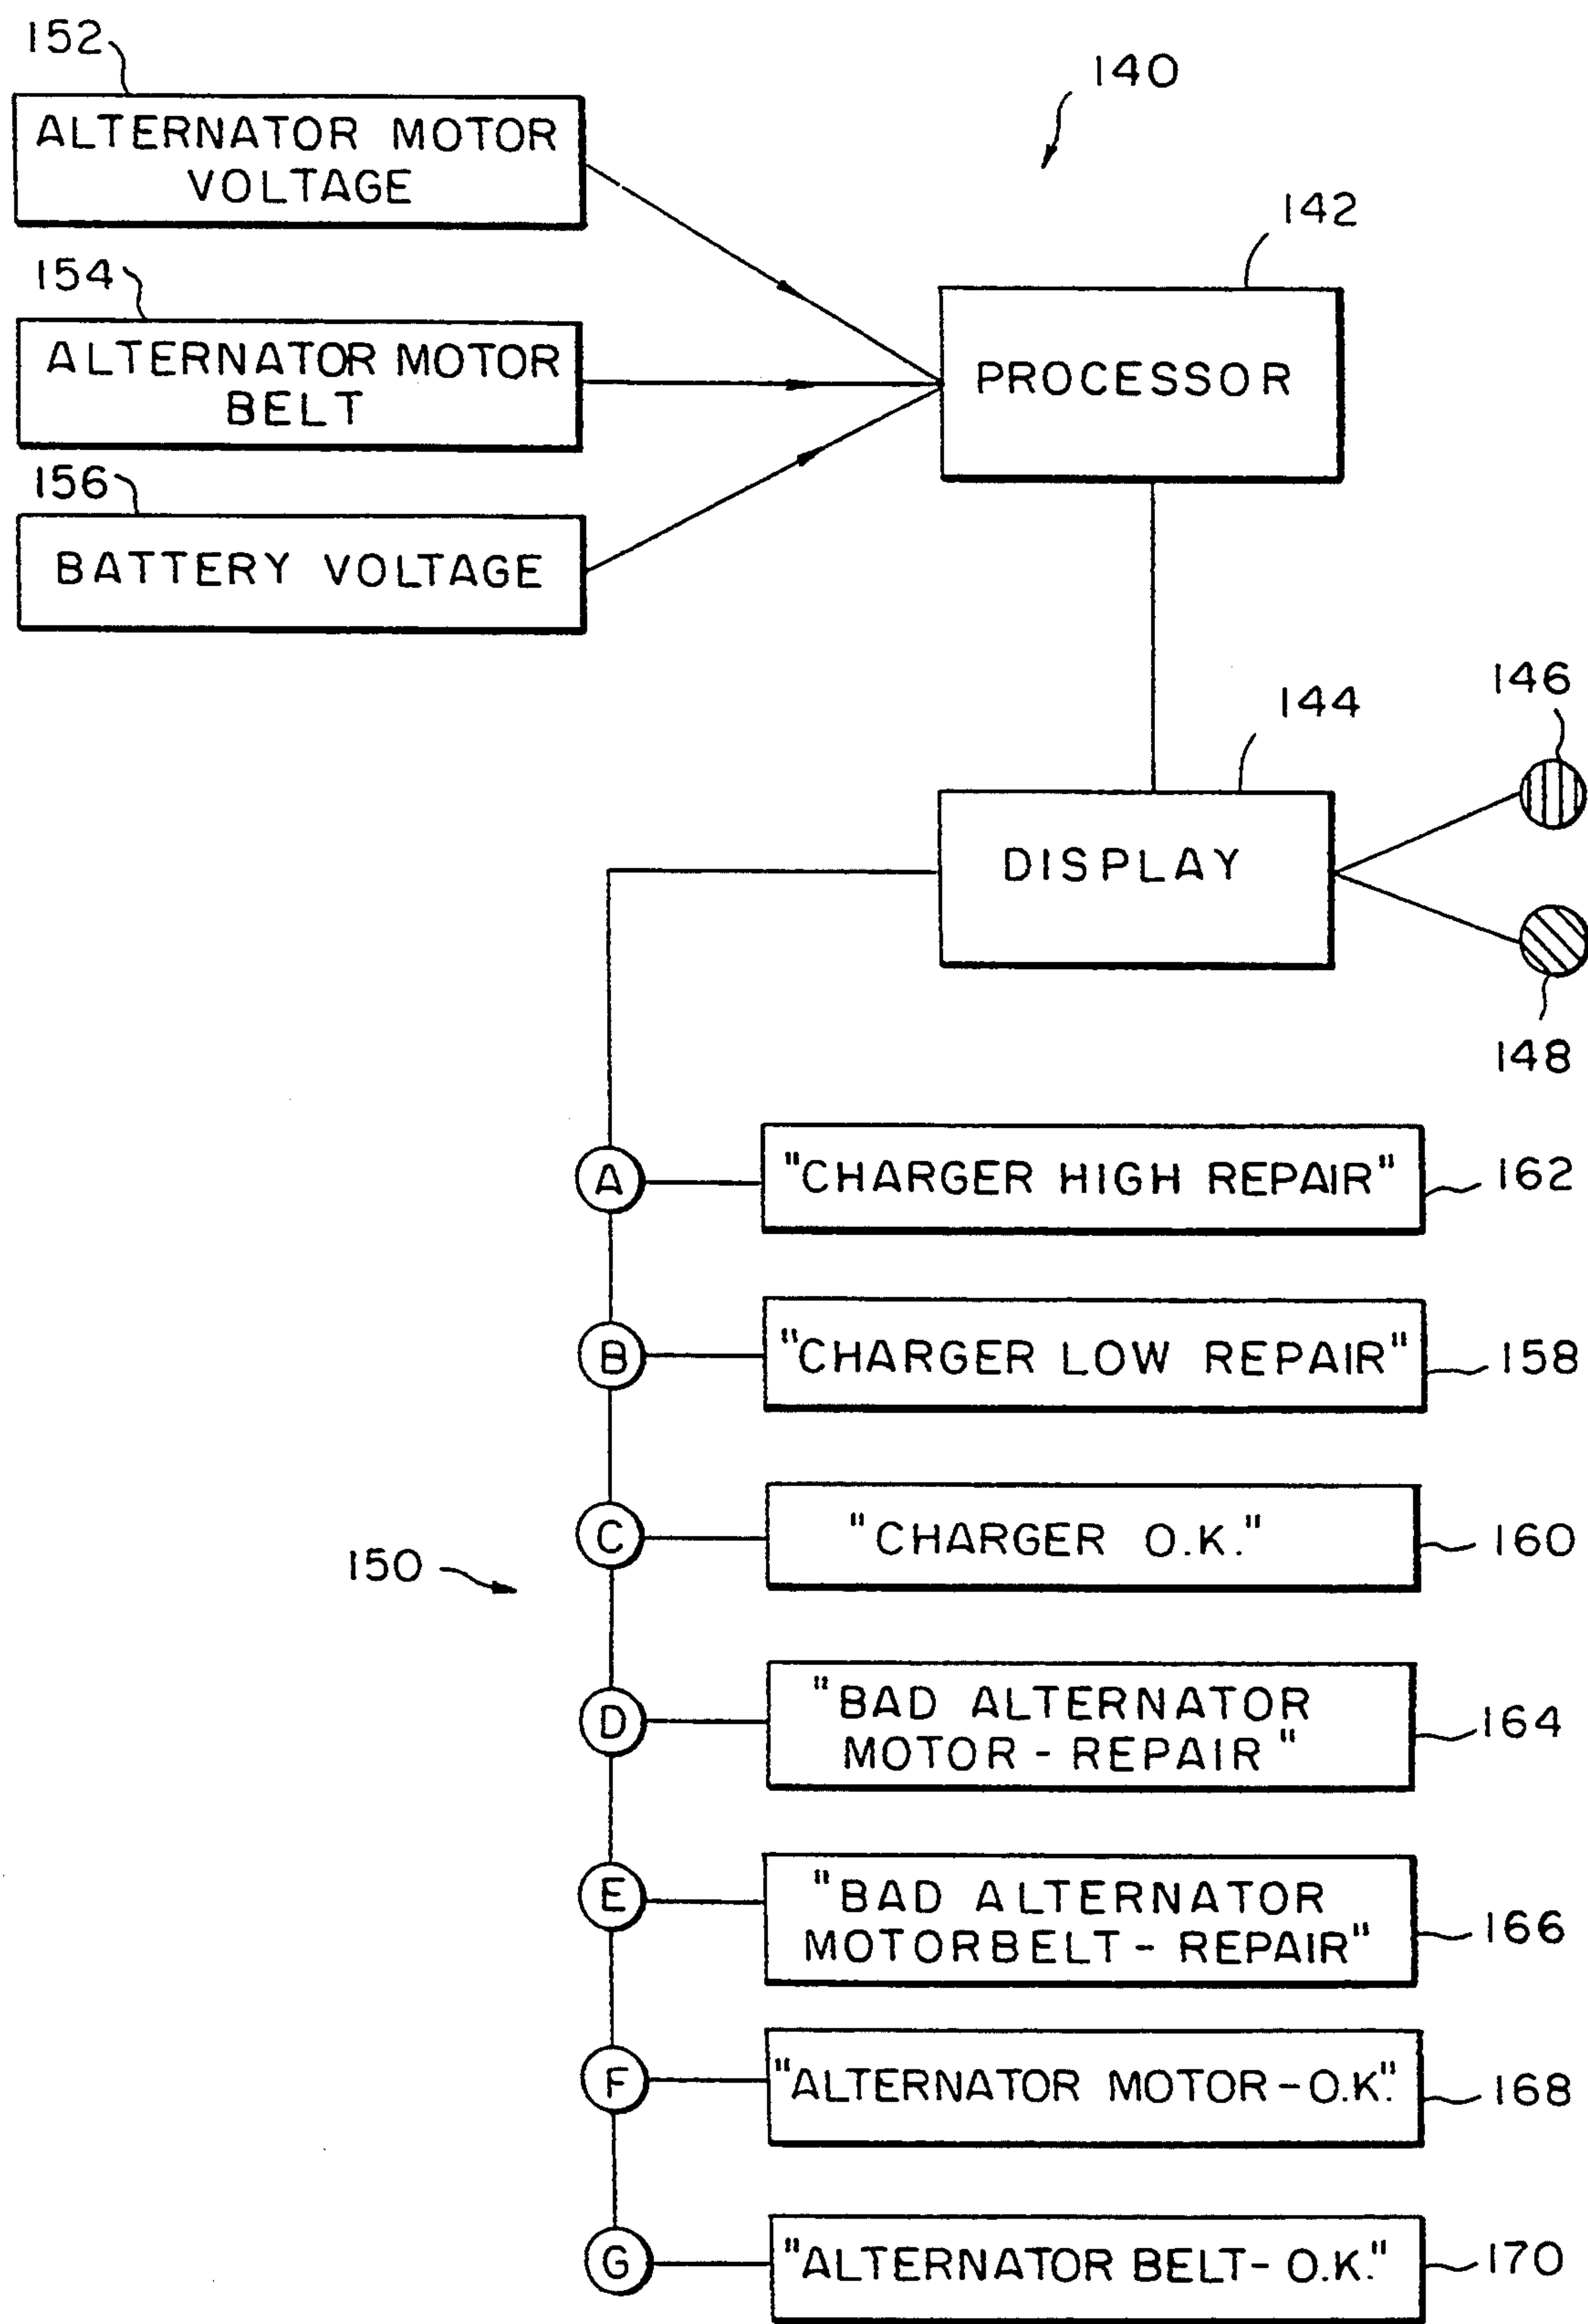 152
140
ALTERNATOR MOTOR
VOLTAGE
142
154
ALTERNATOR MOTOR
BELT
PROCESSOR
156
BATTERY VOLTAGE
146
144
DISPLAY
148
A
"CHARGER HIGH REPAIR"
162
B
"CHARGER LOW REPAIR"
158
C
"CHARGER O.K."
160
150
D
"BAD ALTERNATOR
MOTOR - REPAIR"
164
E
"BAD ALTERNATOR
MOTORBELT - REPAIR"
166
F
"ALTERNATOR MOTOR - O.K."
168
G
"ALTERNATOR BELT - O.K."
170